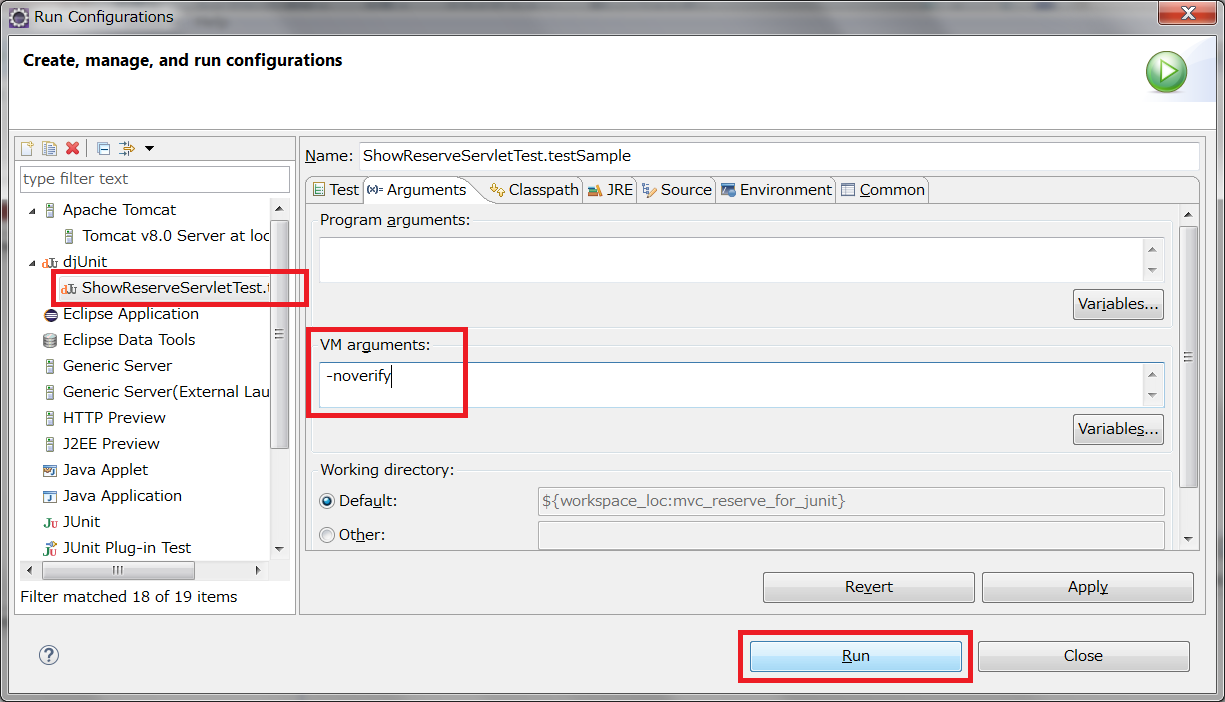 Run Configurations
Create, manage, and run configurations
type filter text
Apache Tomcat
Tomcat v8.0 Server at loc
djUnit
ShowReserveServletTest.t
Eclipse Application
Eclipse Data Tools
Generic Server
Generic Server(External Lau
HTTP Preview
J2EE Preview
Java Applet
Java Application
JUnit
JUnit Plug-in Test
Filter matched 18 of 19 items
Name: ShowReserveServletTest.testSample
Test (x)= Arguments Classpath JRE Source Environment Common
Program arguments:
Variables...
VM arguments:
-noverify
Variables...
Working directory:
Default: ${workspace_loc:mvc_reserve_for_junit}
Other:
Revert Apply
Run Close